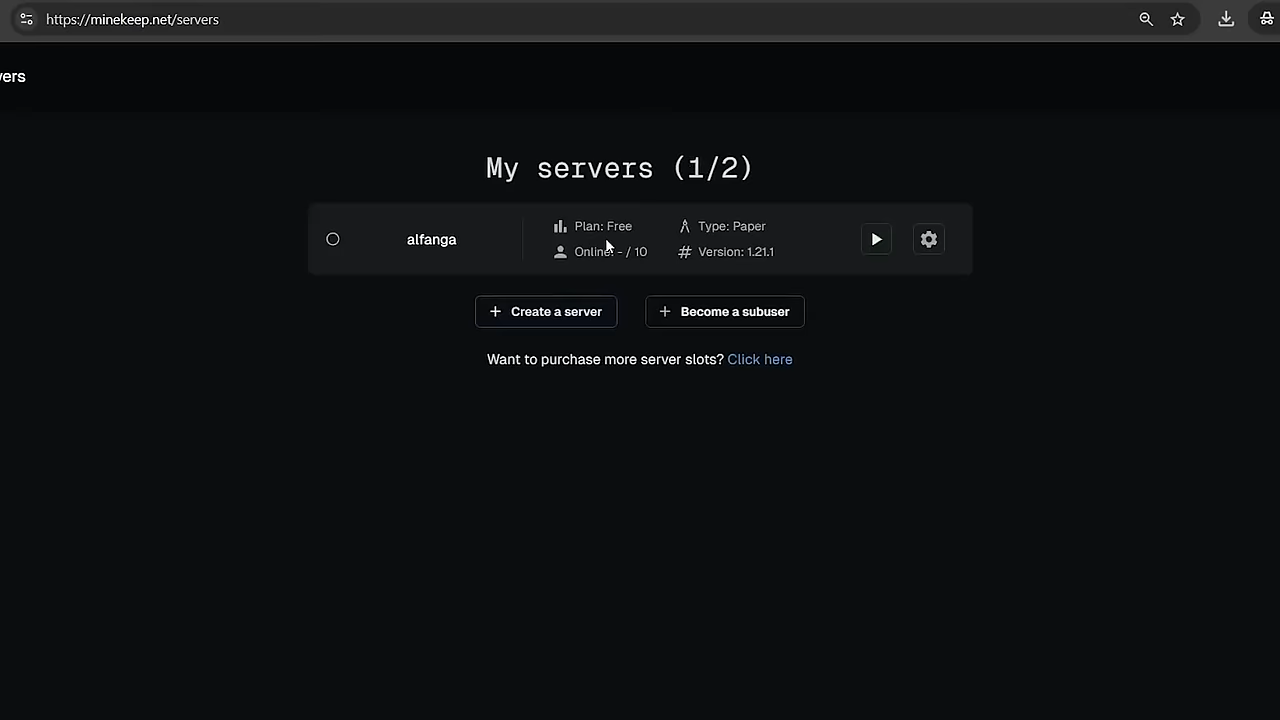 https://minekeep.net/servers
vers
My servers (1/2)
alfanga
Plan: Free
Type: Paper
Online: - / 10
Version: 1.21.1
Create a server
Become a subuser
Want to purchase more server slots? Click here